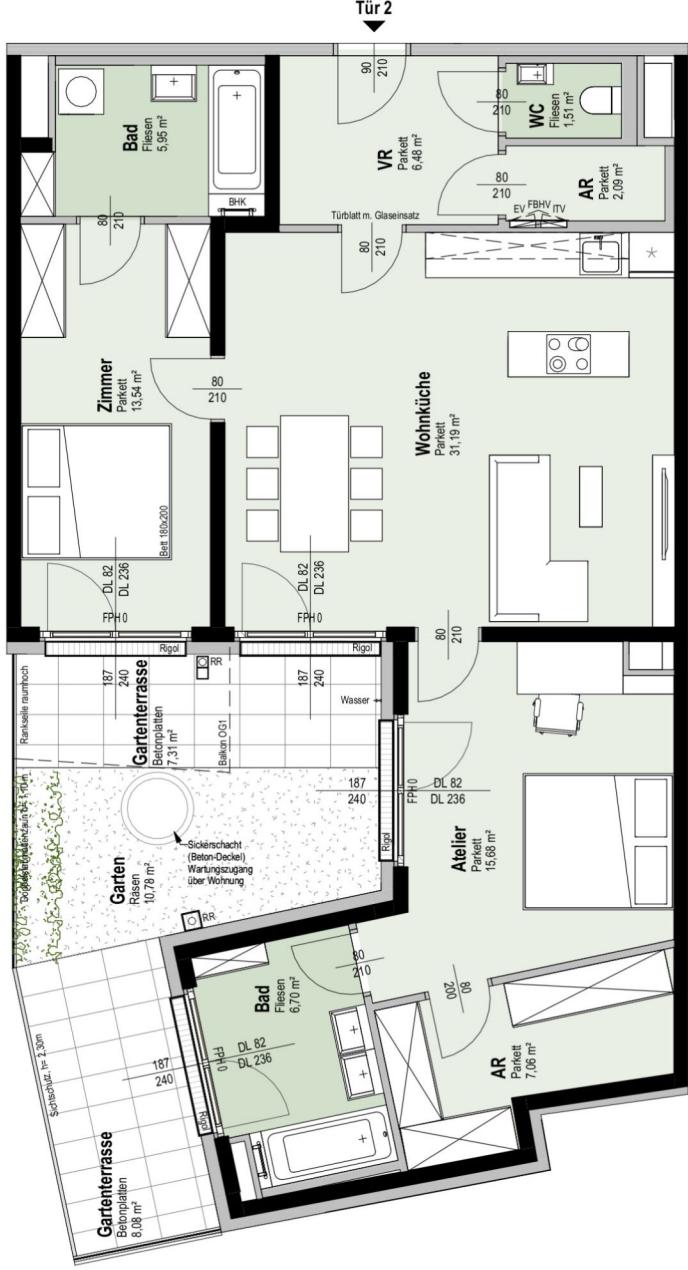 Tür 2
90
210
Bad
Fliesen
5,95 m²
BHK
80
210
VR
Parkett
6,48 m²
Türblatt m. Glaseinsatz
80
210
80
210
WC
Fliesen
1,51 m²
80
210
AR
Parkett
2,09 m²
EV
FBHV
ITV
*
Zimmer
Parkett
13,54 m²
80
210
Bett 180x200
DL 82
DL 236
FPH 0
Wohnküche
Parkett
31,19 m²
DL 82
DL 236
FPH 0
80
210
Rigol
187
240
RR
Rigol
187
240
Rankseile raumhoch
Gartenterrasse
Betonplatten
7,31 m²
Balkon OG1
Wasser
187
240
Rigol
FPH 0
DL 82
DL 236
Garten
Rasen
10,78 m²
Sickerschacht
(Beton-Deckel)
Wartungszugang
über Wohnung
RR
Atelier
Parkett
15,68 m²
80
210
80
200
Bad
Fliesen
6,70 m²
DL 82
DL 236
FPH 0
Rigol
187
240
AR
Parkett
7,06 m²
Sichtschutz, h= 2,30m
Gartenterrasse
Betonplatten
8,08 m²